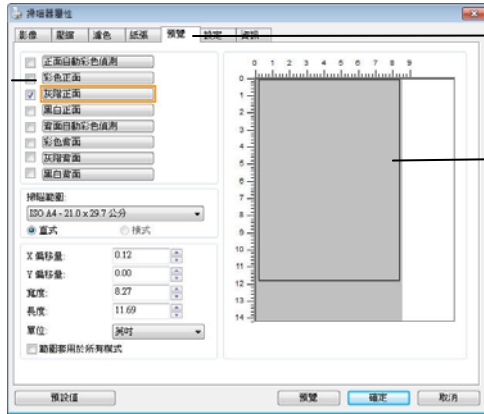 掃描器屬性
影像 壓縮 濾色 紙張 預覽 設定 資訊
正面自動彩色偵測
彩色正面
灰階正面
黑白正面
背面自動彩色偵測
彩色背面
灰階背面
黑白背面
掃描範圍:
ISO A4 - 21.0 x 29.7 公分
直式 橫式
X 偏移量: 0.12
Y 偏移量: 0.00
寬度: 8.27
長度: 11.69
單位: 英吋
範圍套用於所有模式
0 1 2 3 4 5 6 7 8 9
0
1
2
3
4
5
6
7
8
9
10
11
12
13
14
預設值 預覽 確定 取消